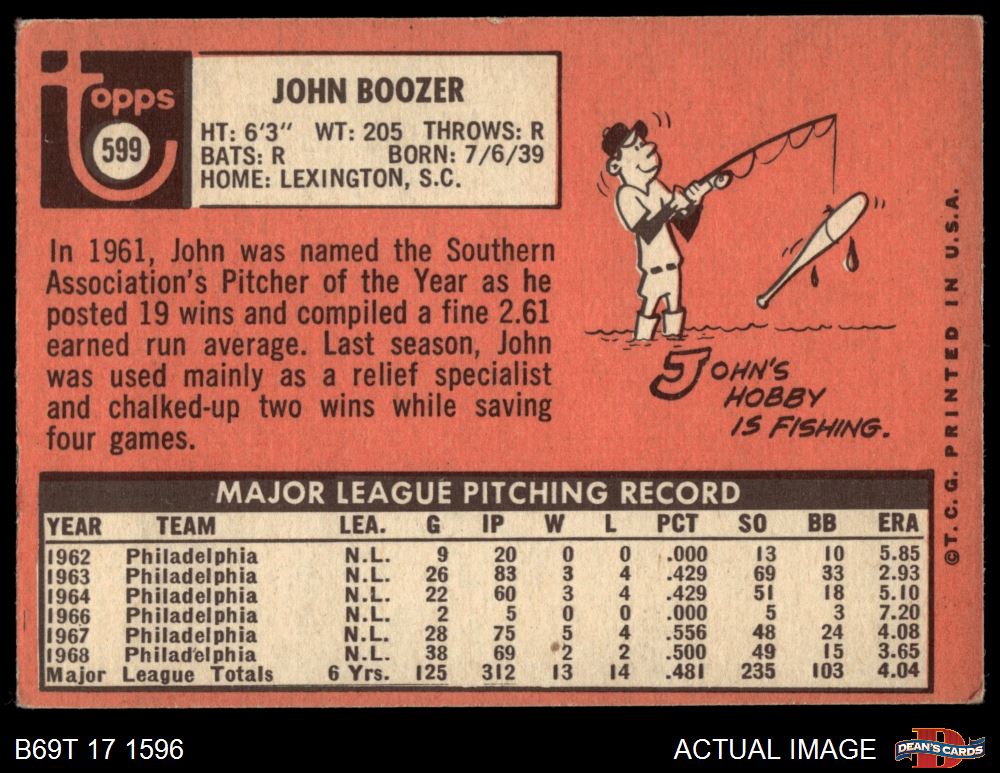 topps
599
JOHN BOOZER
HT: 6'3" WT: 205 THROWS: R
BATS: R BORN: 7/6/39
HOME: LEXINGTON, S.C.
In 1961, John was named the Southern
Association's Pitcher of the Year as he
posted 19 wins and compiled a fine 2.61
earned run average. Last season, John
was used mainly as a relief specialist
and chalked-up two wins while saving
four games.
JOHN'S
HOBBY
IS FISHING.
©T.C.G. PRINTED IN U.S.A.
MAJOR LEAGUE PITCHING RECORD
YEAR TEAM LEA. G IP W L PCT SO BB ERA
1962 Philadelphia N.L. 9 20 0 0 .000 13 10 5.85
1963 Philadelphia N.L. 26 83 3 4 .429 69 33 2.93
1964 Philadelphia N.L. 22 60 3 4 .429 51 18 5.10
1966 Philadelphia N.L. 2 5 0 0 .000 5 3 7.20
1967 Philadelphia N.L. 28 75 5 4 .556 48 24 4.08
1968 Philadelphia N.L. 38 69 2 2 .500 49 15 3.65
Major League Totals 6 Yrs. 125 312 13 14 .481 235 103 4.04
B69T 17 1596
ACTUAL IMAGE
D
DEAN'S CARDS